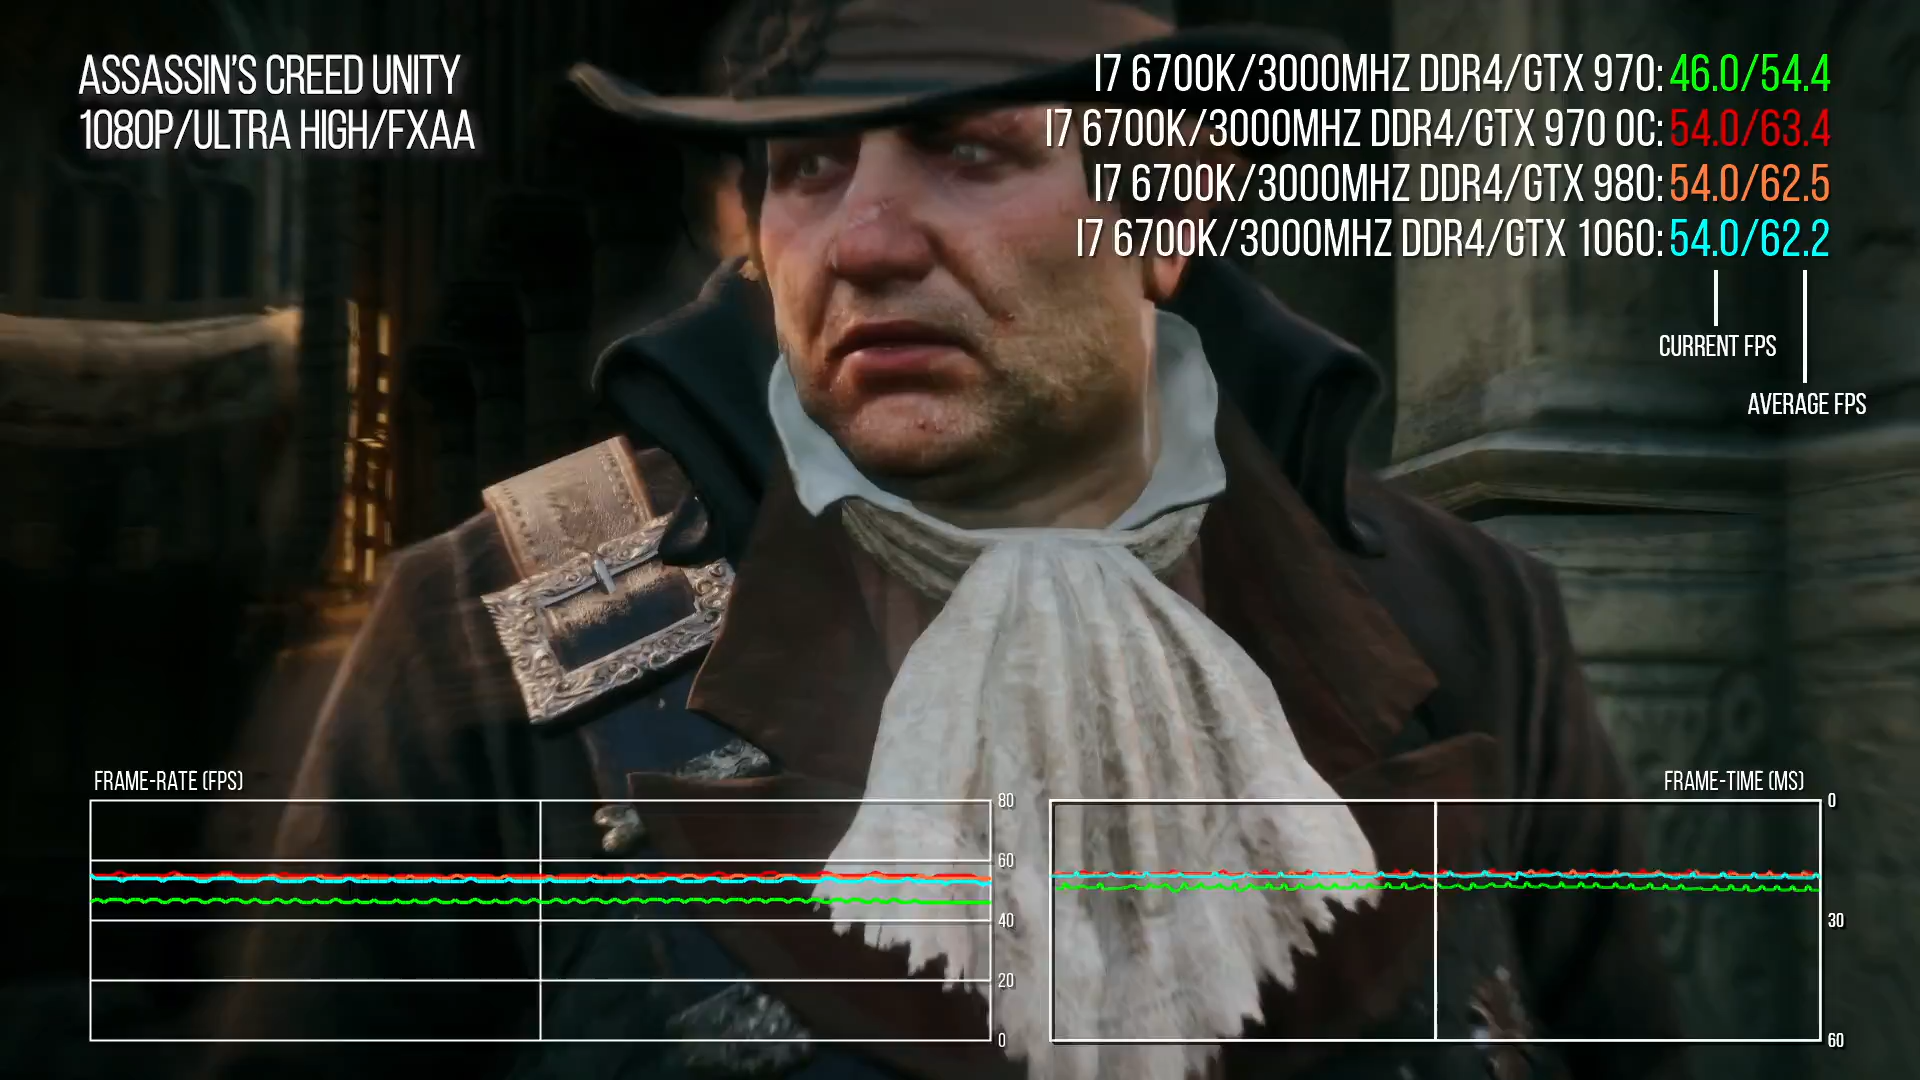 ASSASSIN'S CREED UNITY
1080P/ULTRA HIGH/FXAA
I7 6700K/3000MHZ DDR4/GTX 970: 46.0/54.4
I7 6700K/3000MHZ DDR4/GTX 970 OC: 54.0/63.4
I7 6700K/3000MHZ DDR4/GTX 980: 54.0/62.5
I7 6700K/3000MHZ DDR4/GTX 1060: 54.0/62.2
CURRENT FPS
AVERAGE FPS
FRAME-RATE (FPS)
80
60
40
20
0
FRAME-TIME (MS)
0
30
60